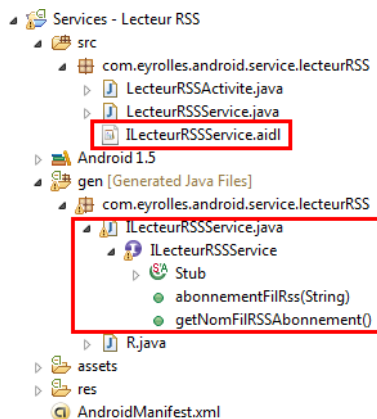 Services - Lecteur RSS
src
com.eyrolles.android.service.lecteurRSS
LecteurRSSActivite.java
LecteurRSSService.java
ILecteurRSSService.aidl
Android 1.5
gen [Generated Java Files]
com.eyrolles.android.service.lecteurRSS
ILecteurRSSService.java
ILecteurRSSService
Stub
abonnementFilRss(String)
getNomFilRSSAbonnement()
R.java
assets
res
AndroidManifest.xml